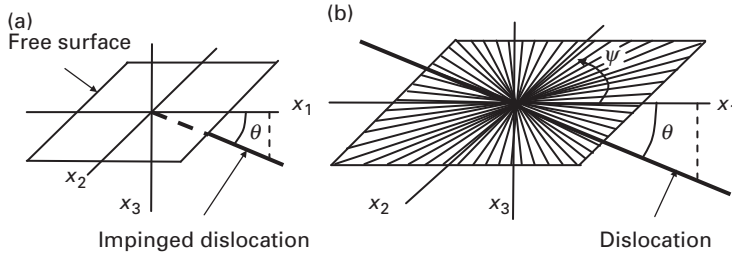 (a)
Free surface
x1
θ
x2
x3
Impinged dislocation
(b)
ψ
x
θ
x2
x3
Dislocation